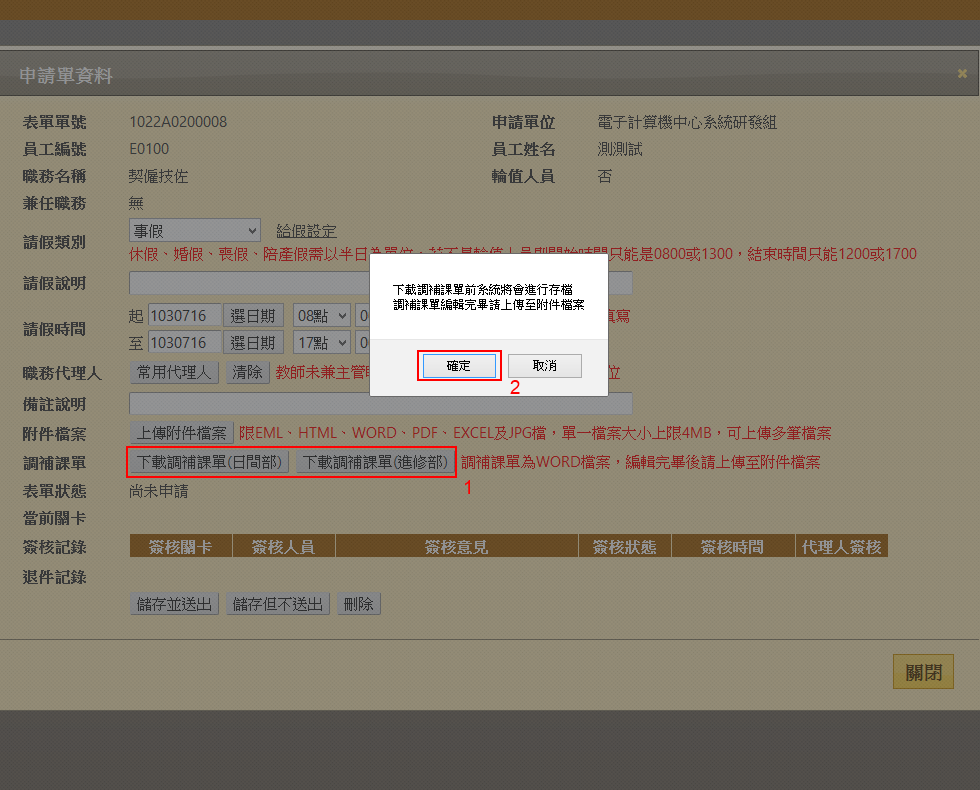 申請單資料
表單單號 1022A0200008 申請單位 電子計算機中心系統研發組
員工編號 E0100 員工姓名 測測試
職務名稱 契僱技佐 輪值人員 否
兼任職務 無
請假類別 事假 給假設定
休假、婚假、喪假、陪產假需以半日為單位，若不是輪值人員則開始時間只能是0800或1300，結束時間只能1200或1700
下載調補課單前系統將會進行存檔
調補課單編輯完畢請上傳至附件檔案
確定 取消
2
請假說明
請假時間 起 1030716 選日期 08點 填寫
至 1030716 選日期 17點
職務代理人 常用代理人 清除 教師未兼主管 位
備註說明
附件檔案 上傳附件檔案 限EML、HTML、WORD、PDF、EXCEL及JPG檔，單一檔案大小上限4MB，可上傳多筆檔案
調補課單 下載調補課單(日間部) 下載調補課單(進修部) 調補課單為WORD檔案，編輯完畢後請上傳至附件檔案
1
表單狀態 尚未申請
當前關卡
簽核記錄 簽核關卡 簽核人員 簽核意見 簽核狀態 簽核時間 代理人簽核
退件記錄
儲存並送出 儲存但不送出 刪除
關閉